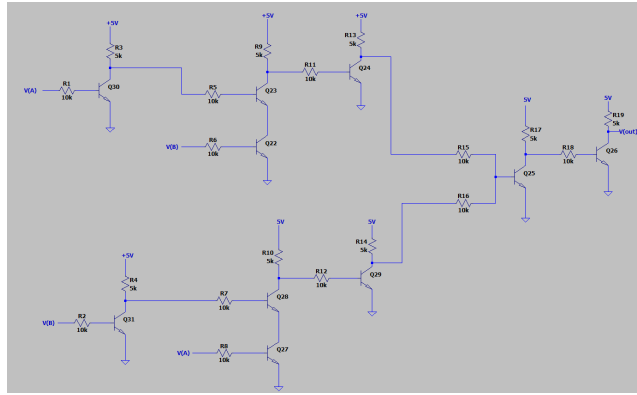 +5V
R3
5k
V(A)
R1
10k
Q30
+5V
R9
5k
R5
10k
Q23
V(B)
R6
10k
Q22
R11
10k
+5V
R13
5k
Q24
R15
10k
R16
10k
5V
R17
5k
Q25
R18
10k
5V
R19
5k
V(out)
Q26
+5V
R4
5k
V(B)
R2
10k
Q31
5V
R10
5k
R7
10k
Q28
V(A)
R8
10k
Q27
R12
10k
5V
R14
5k
Q29